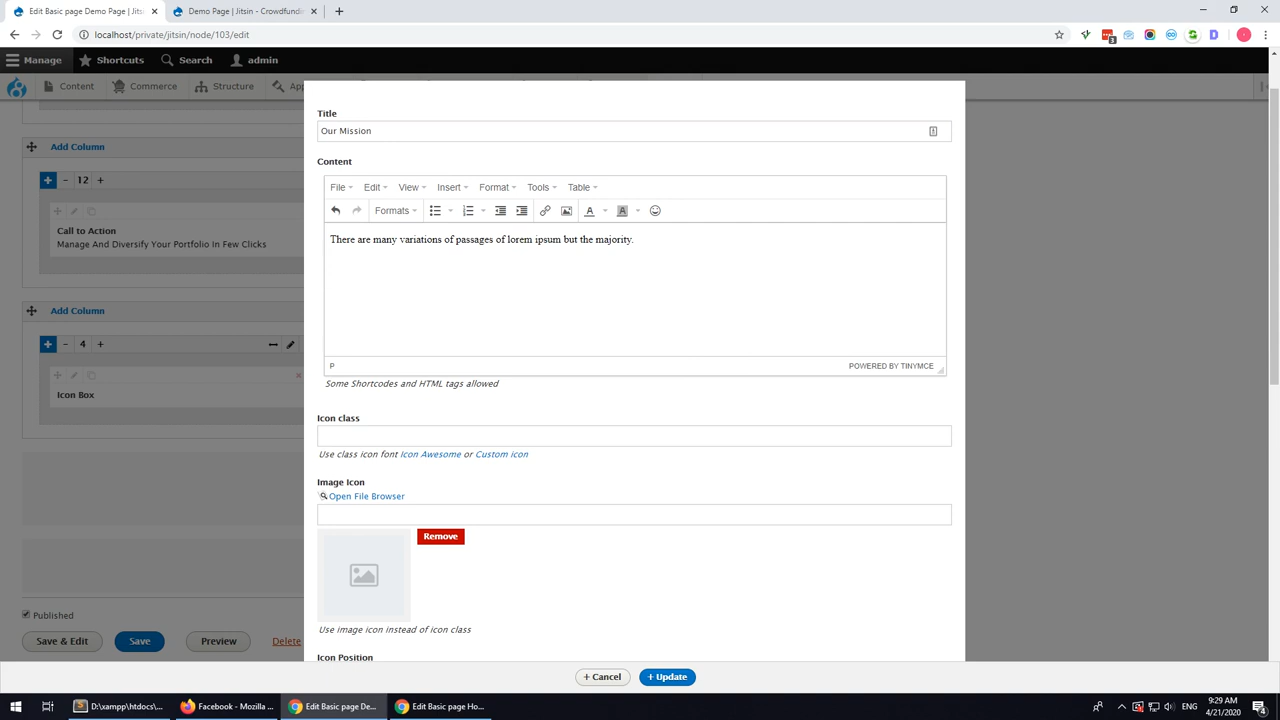 Edit Basic page Demo Page | Jitsi
Demo Page | Jitsin - Crowdfundin
localhost/private/jitsin/node/103/edit
3
Manage
Shortcuts
Search
admin
Content
Commerce
Structure
App
Title
Our Mission
Content
File
Edit
View
Insert
Format
Tools
Table
Formats
A
A
There are many variations of passages of lorem ipsum but the majority.
P
POWERED BY TINYMCE
Some Shortcodes and HTML tags allowed
Icon class
Use class icon font Icon Awesome or Custom icon
Image Icon
Open File Browser
Remove
Use image icon instead of icon class
Icon Position
+ Cancel
+ Update
Add Column
12
Call to Action
Manage And Diversify Your Portfolio In Few Clicks
Add Column
4
Icon Box
Published
Save & Edit
Save
Preview
Delete
D:\xampp\htdocs\...
Facebook - Mozilla ...
Edit Basic page De...
Edit Basic page Ho...
ENG
9:29 AM
4/21/2020
4